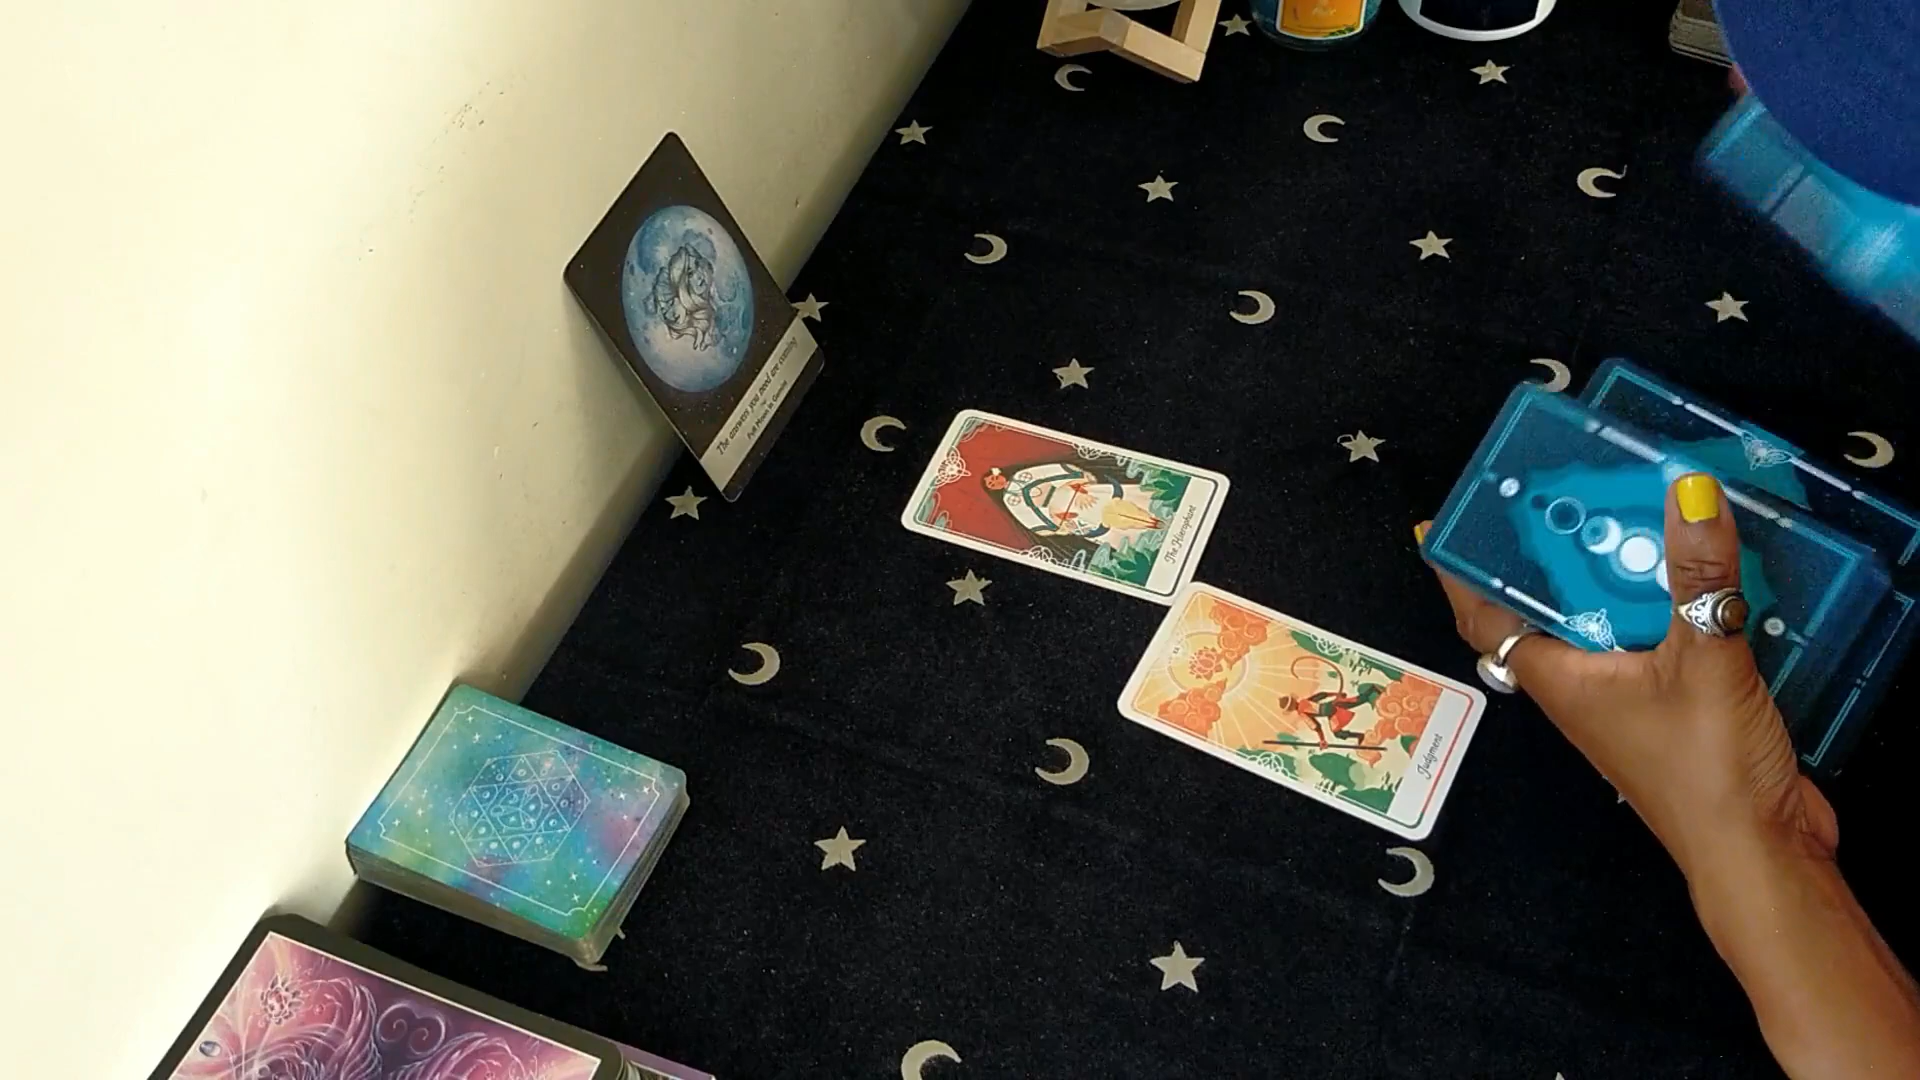 The answers you need are coming
Full Moon in Gemini
The Hierophant
Judgment